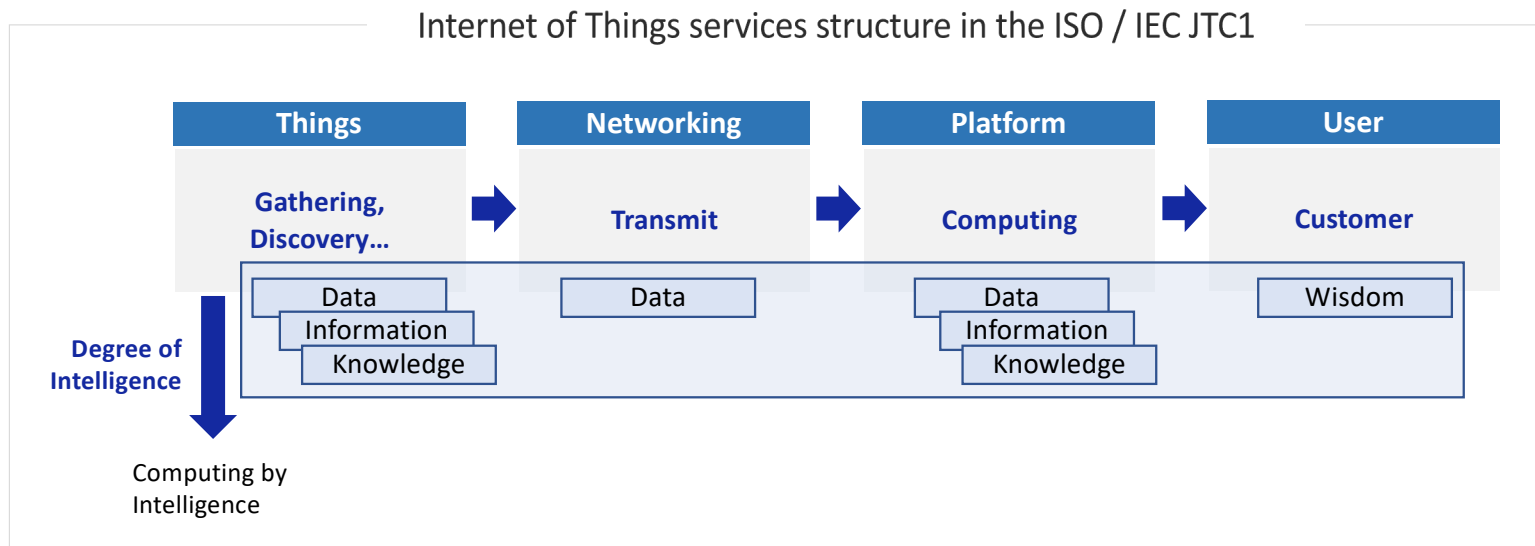 Internet of Things services structure in the ISO / IEC JTC1
Things
Networking
Platform
User
Gathering,
Discovery...
Transmit
Computing
Customer
Data
Information
Knowledge
Data
Data
Information
Knowledge
Wisdom
Degree of
Intelligence
Computing by
Intelligence